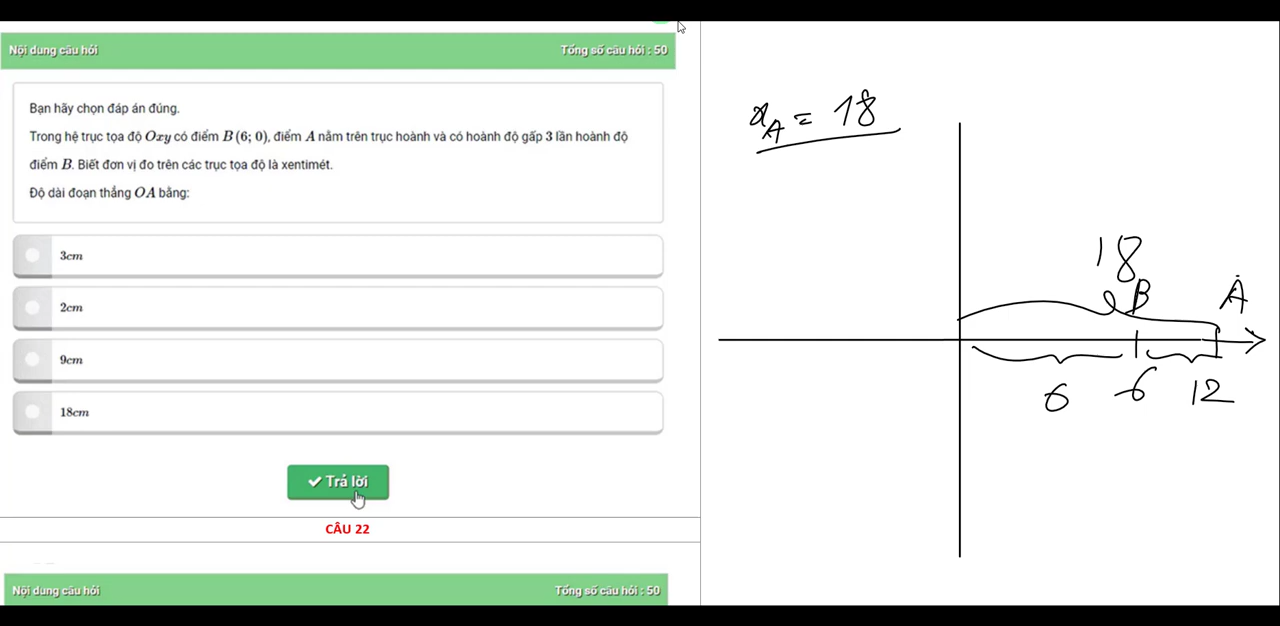 Nội dung câu hỏi
Tổng số câu hỏi : 50
Bạn hãy chọn đáp án đúng.
Trong hệ trục tọa độ Oxy có điểm B (6; 0), điểm A nằm trên trục hoành và có hoành độ gấp 3 lần hoành độ
điểm B. Biết đơn vị đo trên các trục tọa độ là xentimét.
Độ dài đoạn thẳng OA bằng:
3cm
2cm
9cm
18cm
Trả lời
CÂU 22
Nội dung câu hỏi
Tổng số câu hỏi : 50
x_A = 18
18
B
A
6
6
12